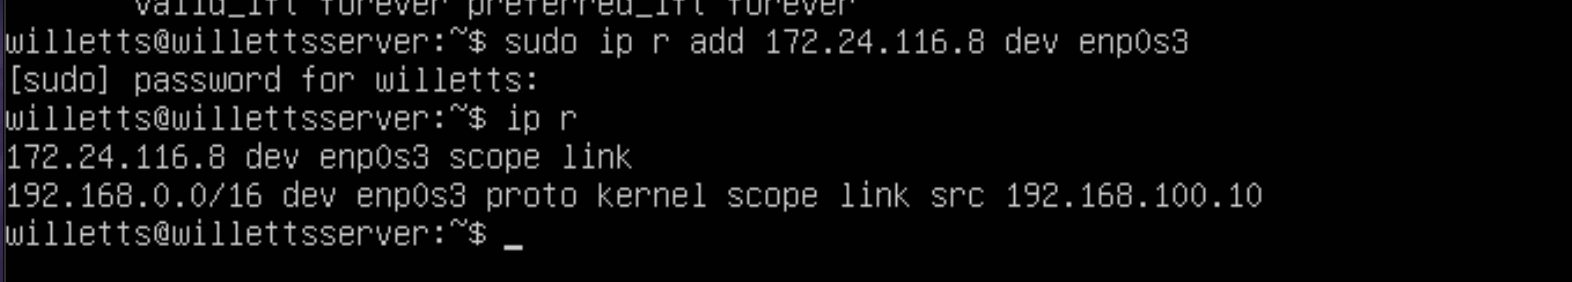 valid_lft forever preferred_lft forever
willetts@willettsserver:~$ sudo ip r add 172.24.116.8 dev enp0s3
[sudo] password for willetts:
willetts@willettsserver:~$ ip r
172.24.116.8 dev enp0s3 scope link
192.168.0.0/16 dev enp0s3 proto kernel scope link src 192.168.100.10
willetts@willettsserver:~$ _